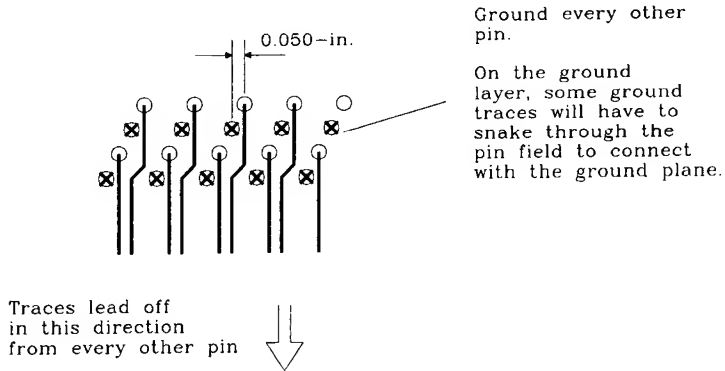 Ground every other
pin.
0.050-in.
On the ground
layer, some ground
traces will have to
snake through the
pin field to connect
with the ground plane.
Traces lead off
in this direction
from every other pin